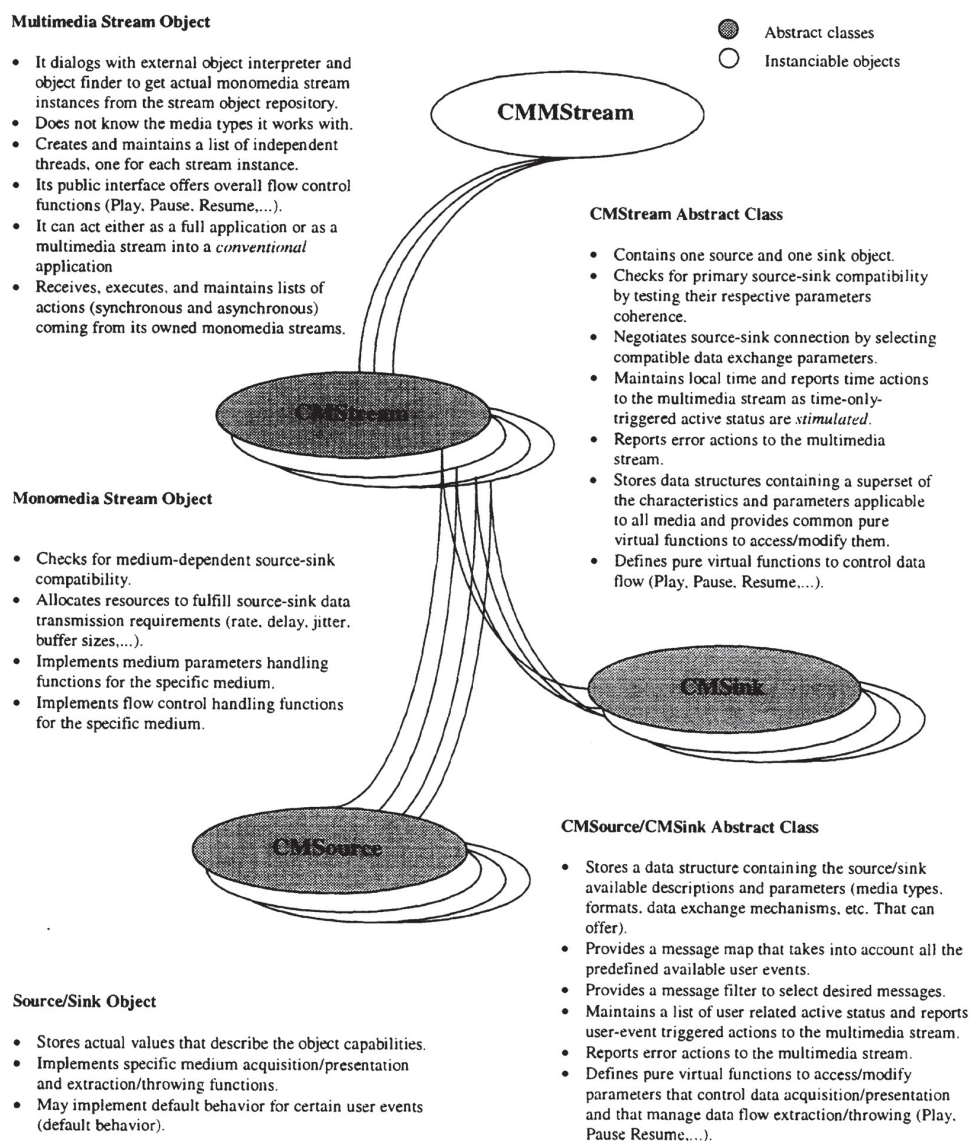 Multimedia Stream Object
• It dialogs with external object interpreter and
object finder to get actual monomedia stream
instances from the stream object repository.
• Does not know the media types it works with.
• Creates and maintains a list of independent
threads, one for each stream instance.
• Its public interface offers overall flow control
functions (Play, Pause, Resume,...).
• It can act either as a full application or as a
multimedia stream into a conventional
application
• Receives, executes, and maintains lists of
actions (synchronous and asynchronous)
coming from its owned monomedia streams.
Abstract classes
Instanciable objects
CMMStream
CMStream Abstract Class
• Contains one source and one sink object.
• Checks for primary source-sink compatibility
by testing their respective parameters
coherence.
• Negotiates source-sink connection by selecting
compatible data exchange parameters.
• Maintains local time and reports time actions
to the multimedia stream as time-only-
triggered active status are stimulated.
• Reports error actions to the multimedia
stream.
• Stores data structures containing a superset of
the characteristics and parameters applicable
to all media and provides common pure
virtual functions to access/modify them.
• Defines pure virtual functions to control data
flow (Play, Pause, Resume,...).
CMStream
Monomedia Stream Object
• Checks for medium-dependent source-sink
compatibility.
• Allocates resources to fulfill source-sink data
transmission requirements (rate, delay, jitter,
buffer sizes,...).
• Implements medium parameters handling
functions for the specific medium.
• Implements flow control handling functions
for the specific medium.
CMSink
CMSource
CMSource/CMSink Abstract Class
• Stores a data structure containing the source/sink
available descriptions and parameters (media types,
formats, data exchange mechanisms, etc. That can
offer).
• Provides a message map that takes into account all the
predefined available user events.
• Provides a message filter to select desired messages.
• Maintains a list of user related active status and reports
user-event triggered actions to the multimedia stream.
• Reports error actions to the multimedia stream.
• Defines pure virtual functions to access/modify
parameters that control data acquisition/presentation
and that manage data flow extraction/throwing (Play,
Pause Resume,...).
Source/Sink Object
• Stores actual values that describe the object capabilities.
• Implements specific medium acquisition/presentation
and extraction/throwing functions.
• May implement default behavior for certain user events
(default behavior).